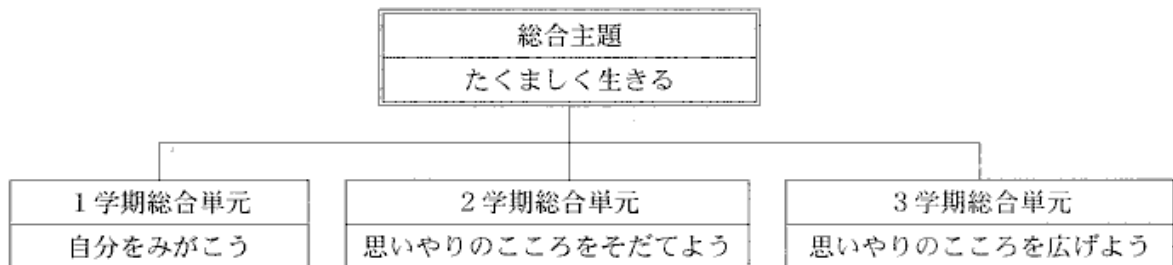 総合主題
たくましく生きる
1学期総合単元
自分をみがこう
2学期総合単元
思いやりのこころをそだてよう
3学期総合単元
思いやりのこころを広げよう